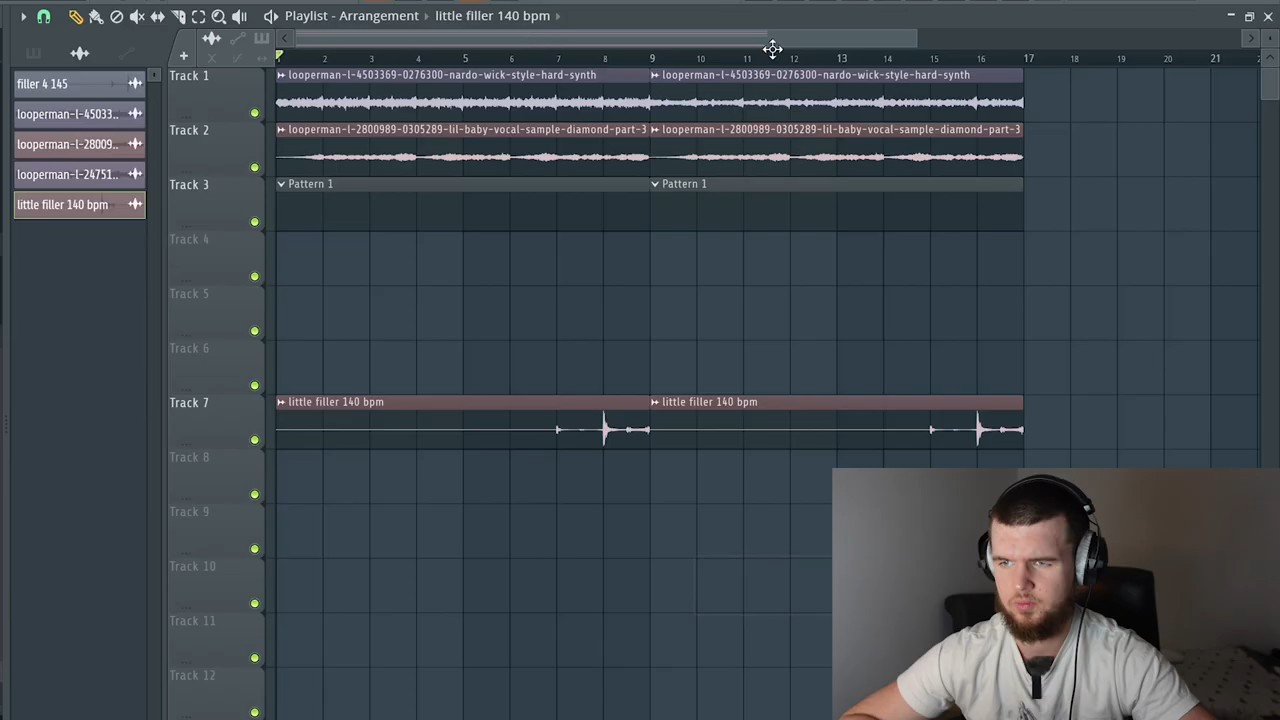 Playlist - Arrangement › little filler 140 bpm ›
1 2 3 4 5 6 7 8 9 10 11 12 13 14 15 16 17 18 19 20 21
filler 4 145
looperman-l-45033..
looperman-l-28009..
looperman-l-24751..
little filler 140 bpm
Track 1
looperman-l-4503369-0276300-nardo-wick-style-hard-synth
looperman-l-4503369-0276300-nardo-wick-style-hard-synth
Track 2
looperman-l-2800989-0305289-lil-baby-vocal-sample-diamond-part-3
looperman-l-2800989-0305289-lil-baby-vocal-sample-diamond-part-3
Track 3
Pattern 1
Pattern 1
Track 4
Track 5
Track 6
Track 7
little filler 140 bpm
little filler 140 bpm
Track 8
Track 9
Track 10
Track 11
Track 12